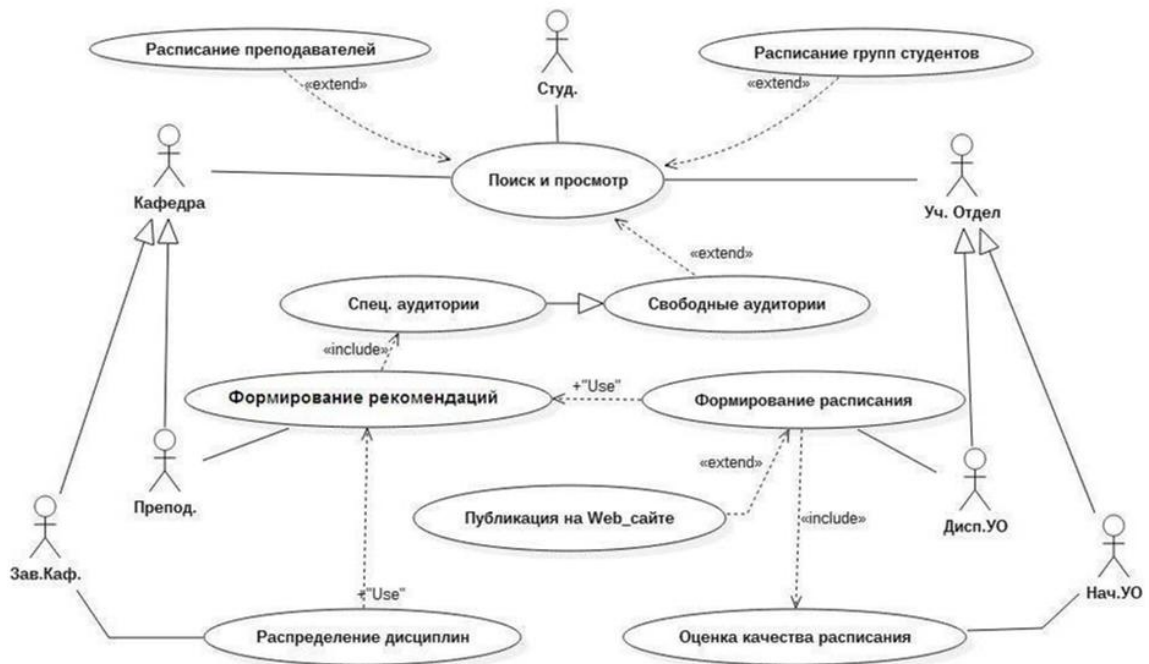 Расписание преподавателей
Студ.
Расписание групп студентов
«extend»
«extend»
Кафедра
Поиск и просмотр
Уч. Отдел
«extend»
Спец. аудитории
Свободные аудитории
«include»
Формирование рекомендаций
+"Use"
Формирование расписания
«extend»
Препод.
Публикация на Web_сайте
«include»
Дисп.УО
Зав.Каф.
Нач.УО
+"Use"
Распределение дисциплин
Оценка качества расписания